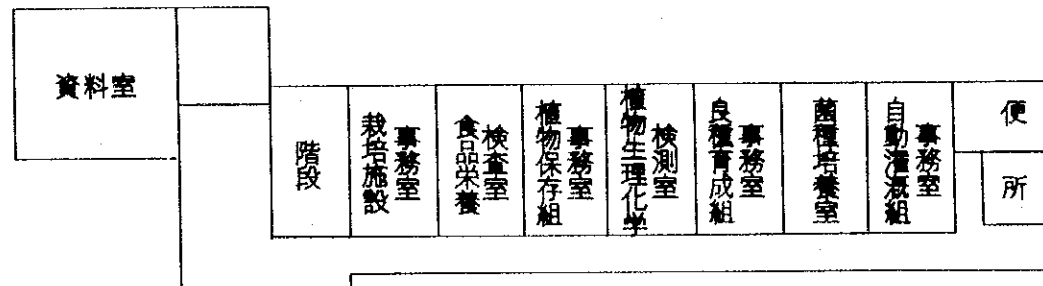 資料室
階段
栽培施設
事務室
食品栄養
検査室
植物保存組
事務室
植物生理化学
検測室
良種育成組
事務室
菌種培養室
自動灌漑組
事務室
便
所